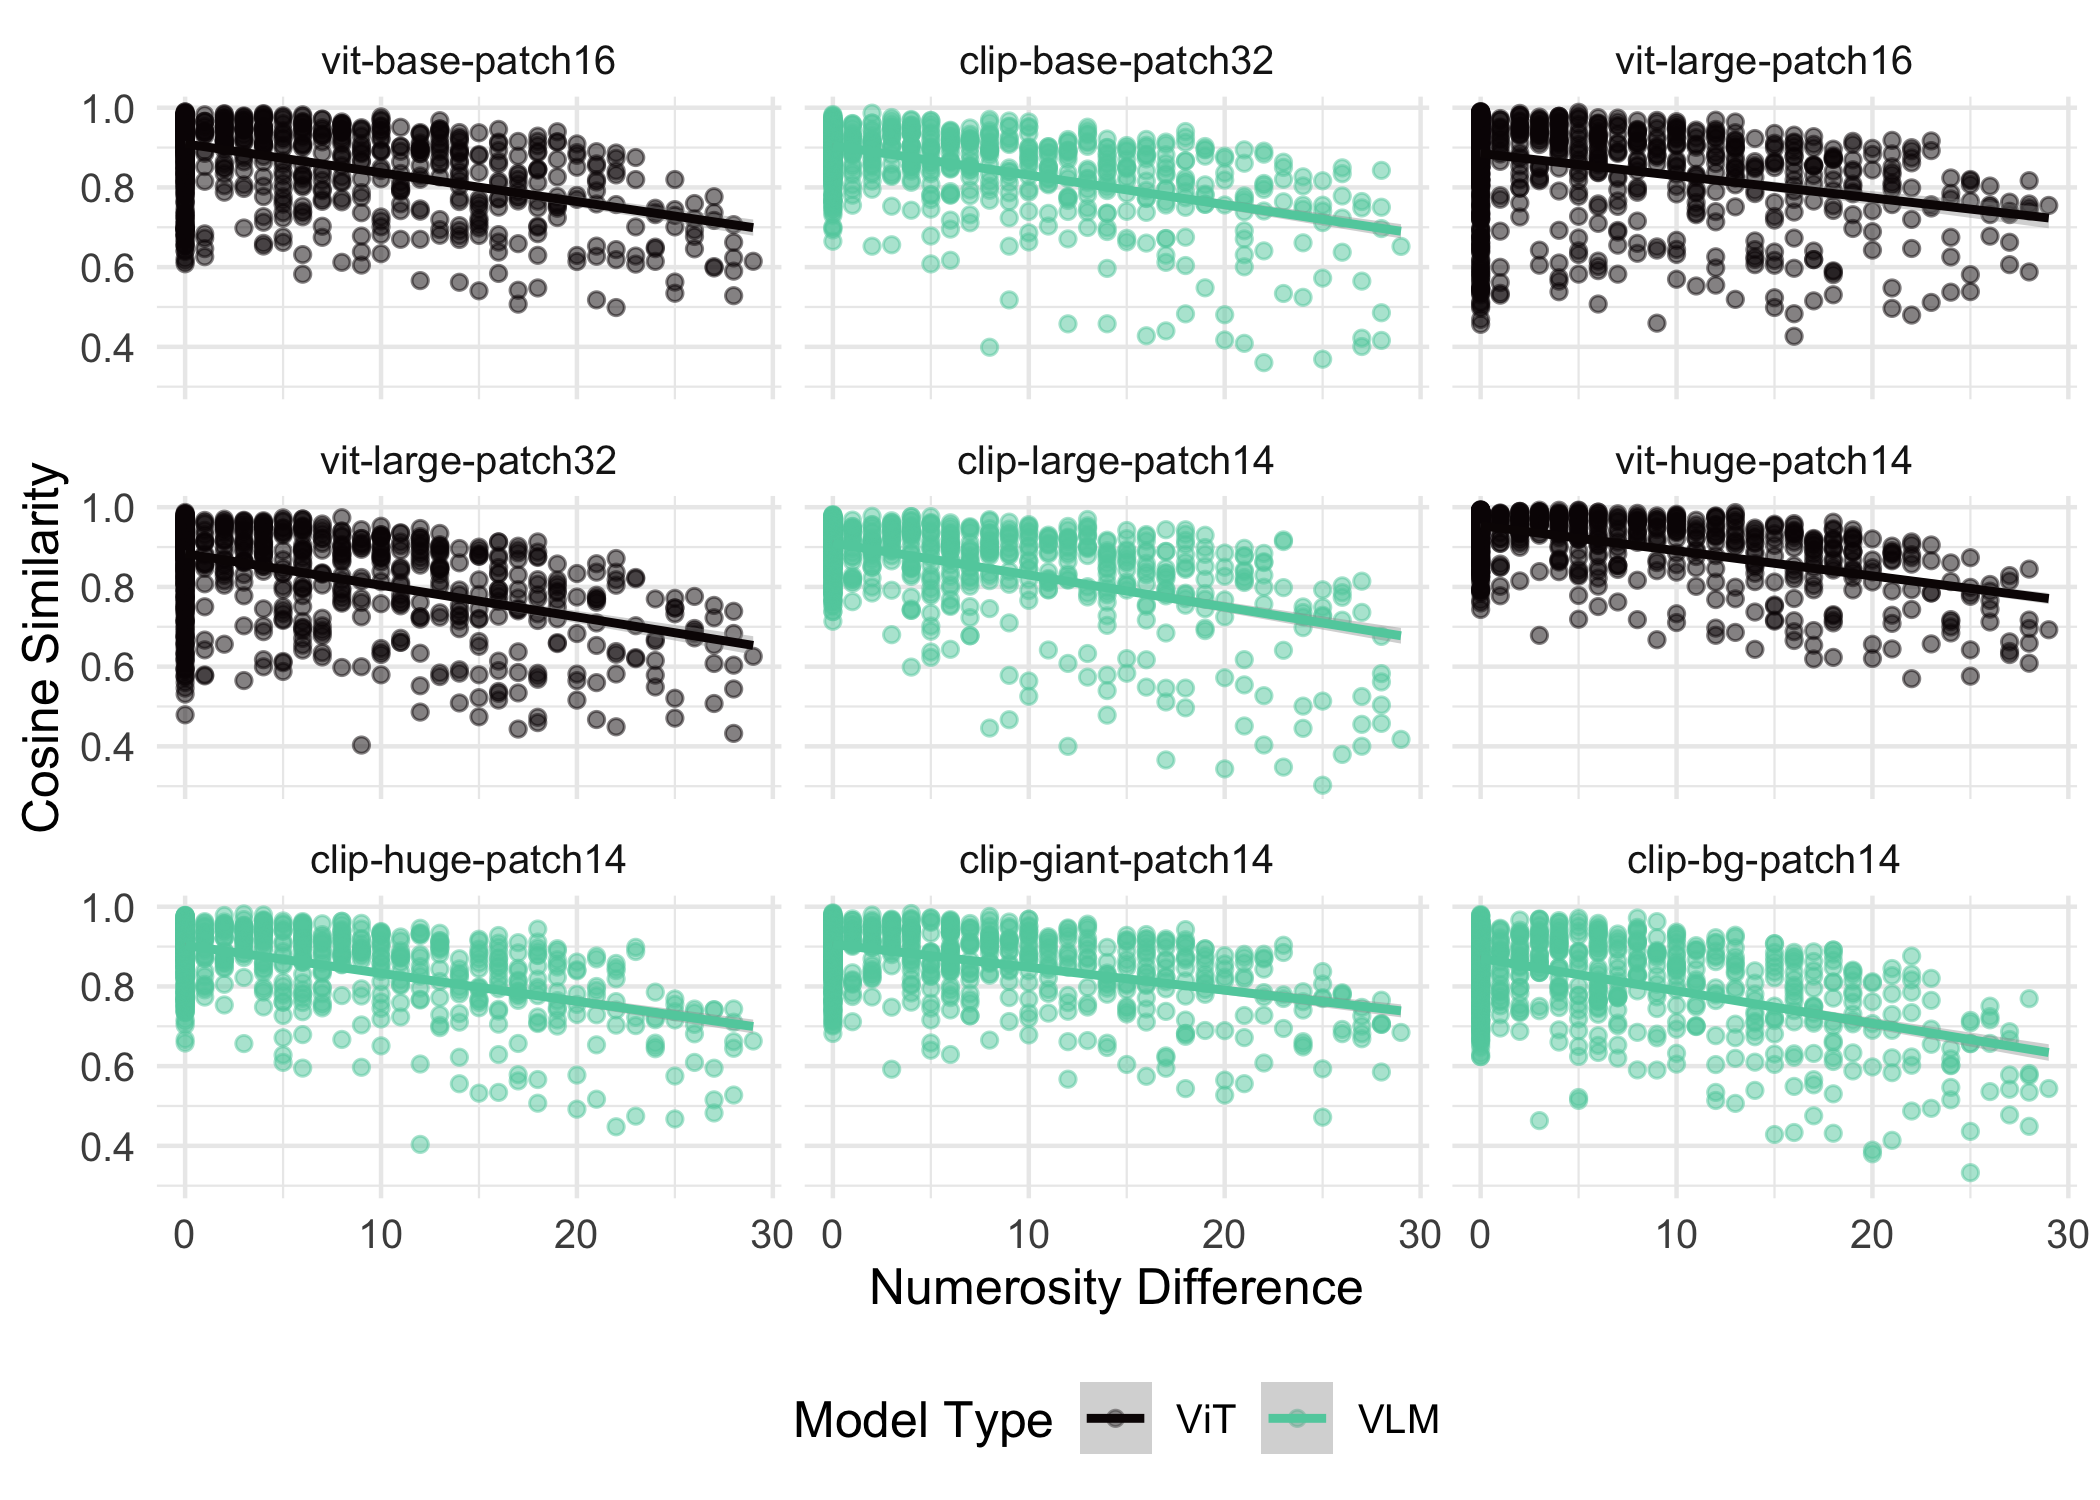 vit-base-patch16 clip-base-patch32 vit-large-patch16
1.0
0.8
0.6
0.4
vit-large-patch32 clip-large-patch14 vit-huge-patch14
1.0
0.8
0.6
0.4
Cosine Similarity
clip-huge-patch14 clip-giant-patch14 clip-bg-patch14
1.0
0.8
0.6
0.4
0 10 20 30 0 10 20 30 0 10 20 30
Numerosity Difference
Model Type ViT VLM